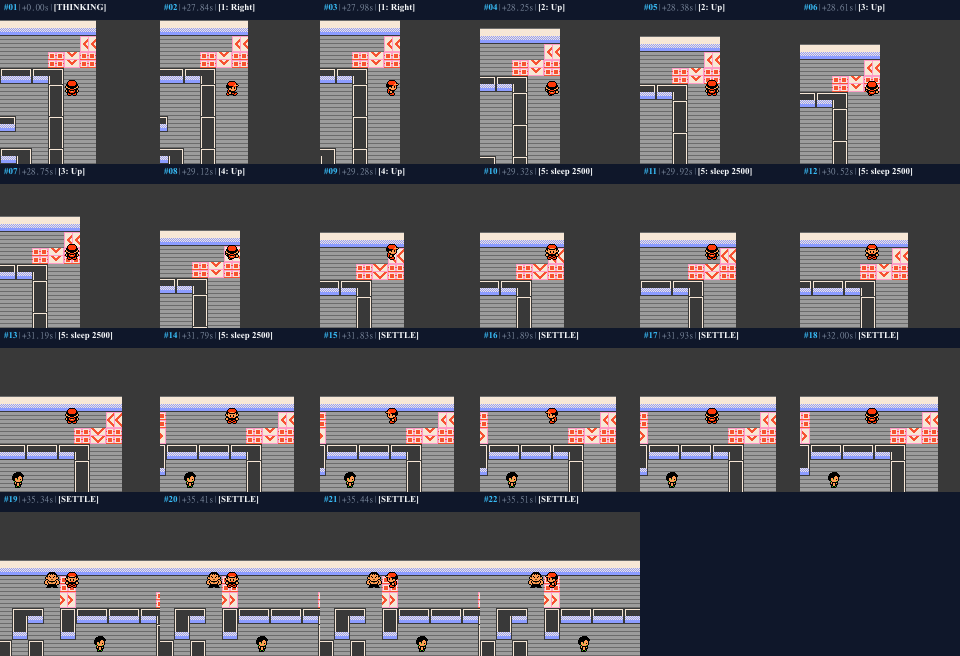 #01|+0.00s|[THINKING]
#02|+27.84s|[1: Right]
#03|+27.98s|[1: Right]
#04|+28.25s|[2: Up]
#05|+28.38s|[2: Up]
#06|+28.61s|[3: Up]
#07|+28.75s|[3: Up]
#08|+29.12s|[4: Up]
#09|+29.28s|[4: Up]
#10|+29.32s|[5: sleep 2500]
#11|+29.92s|[5: sleep 2500]
#12|+30.52s|[5: sleep 2500]
#13|+31.19s|[5: sleep 2500]
#14|+31.79s|[5: sleep 2500]
#15|+31.83s|[SETTLE]
#16|+31.89s|[SETTLE]
#17|+31.93s|[SETTLE]
#18|+32.00s|[SETTLE]
#19|+35.34s|[SETTLE]
#20|+35.41s|[SETTLE]
#21|+35.44s|[SETTLE]
#22|+35.51s|[SETTLE]